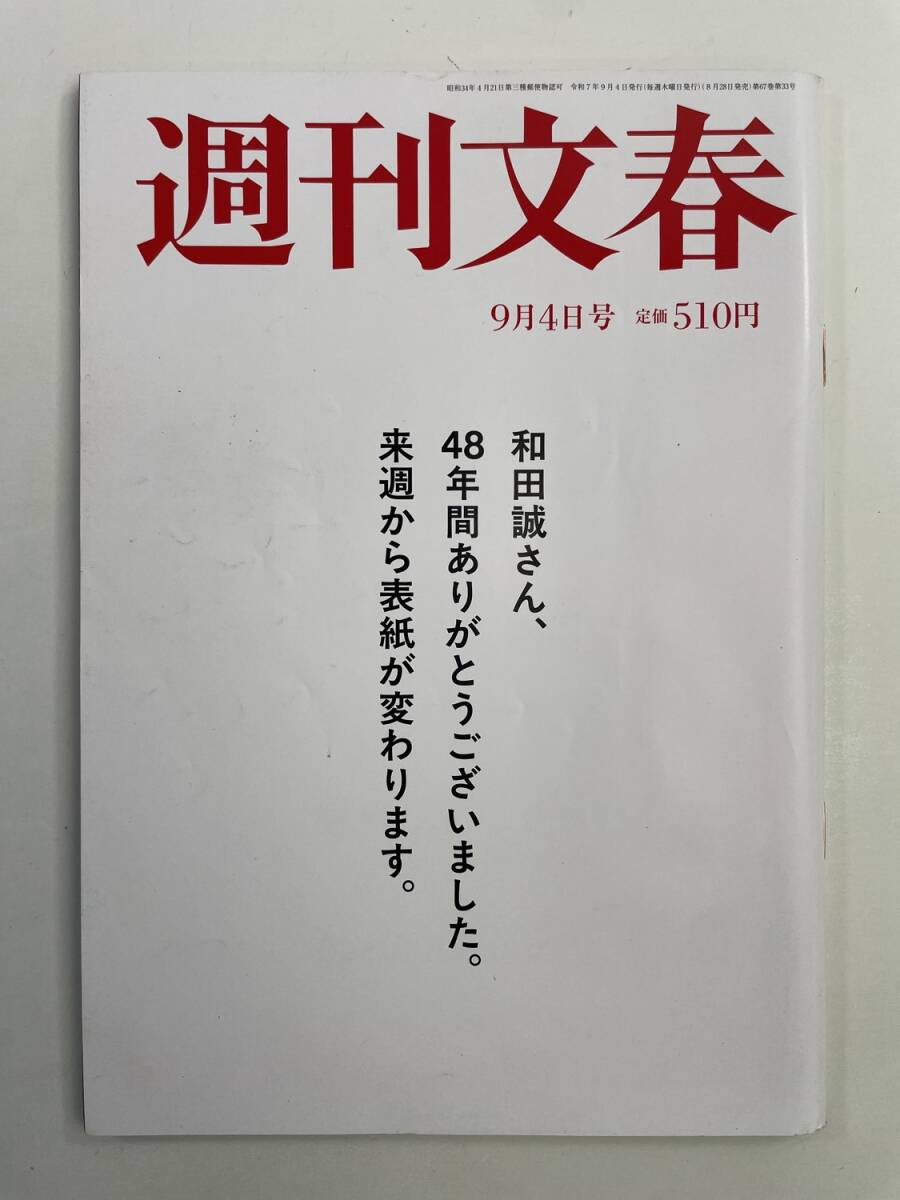 昭和34年4月21日第三種郵便物認可 令和7年9月4日発行(毎週木曜日発行)(8月28日発売)第67巻第33号
週刊文春
9月4日号 定価510円
和田誠さん、
48年間ありがとうございました。
来週から表紙が変わります。